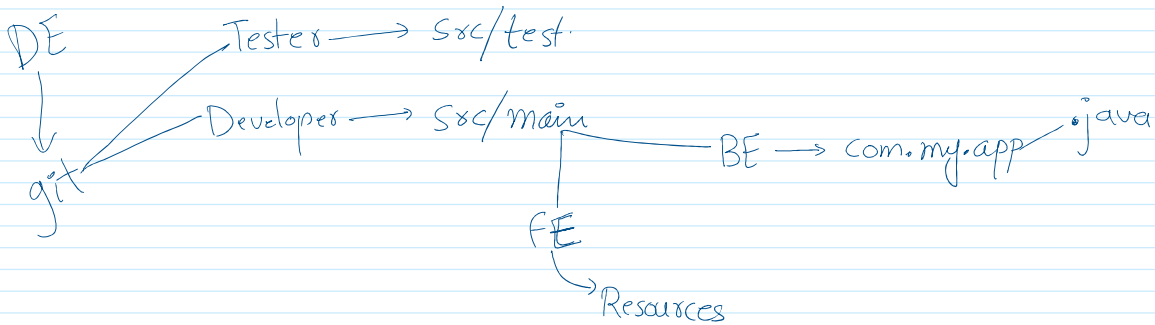 DE
Tester → src/test.
Developer → src/main
BE → com.my.app
.java
git
FE
Resources